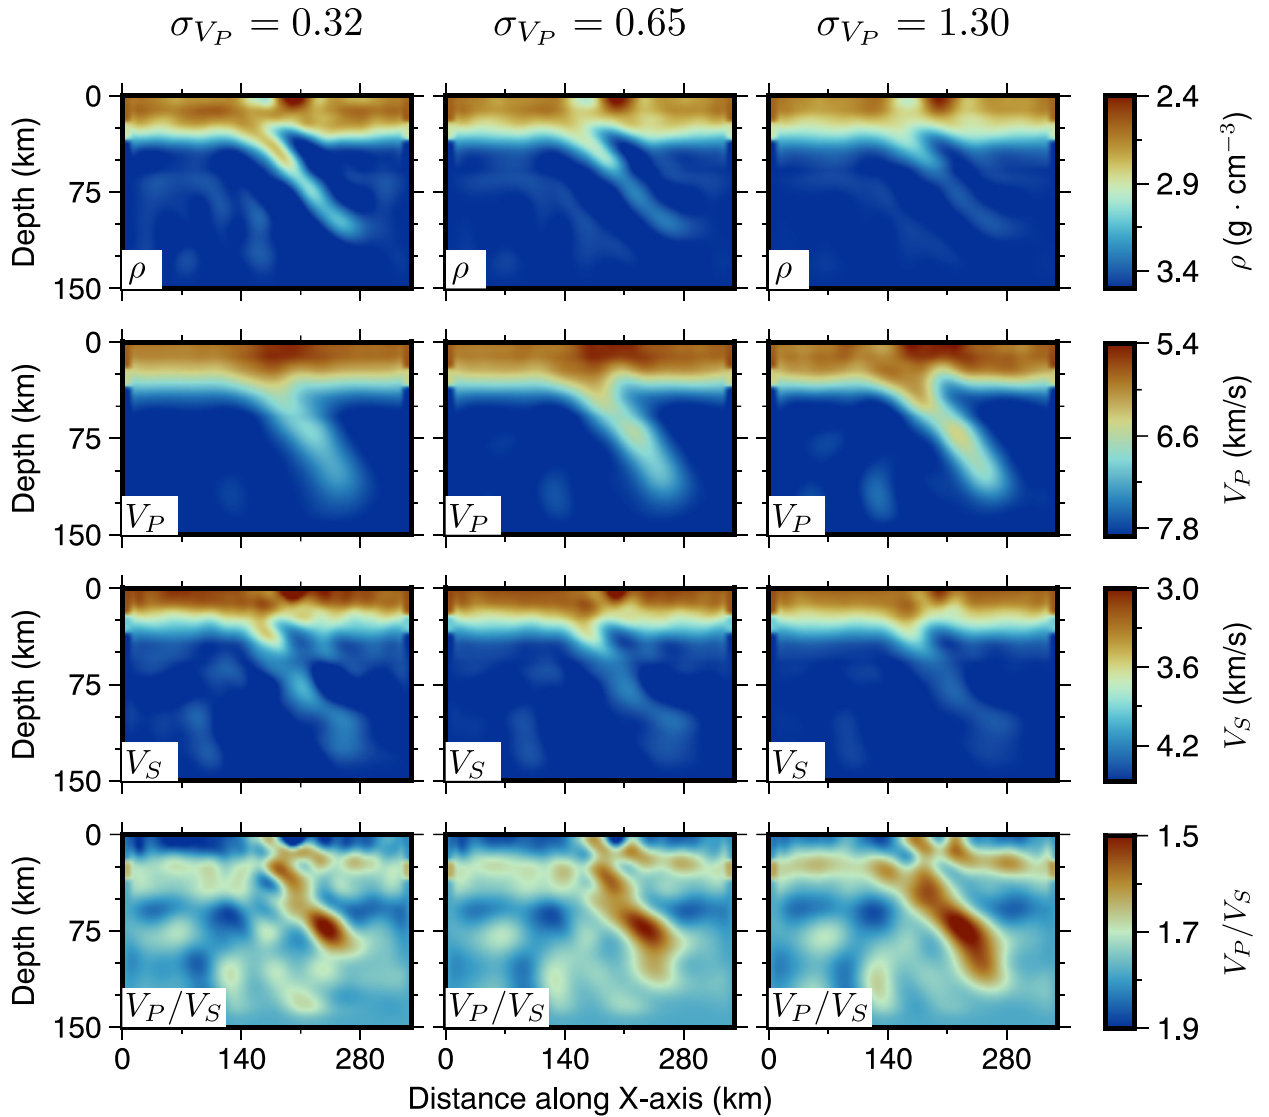 σ_{V_P} = 0.32 σ_{V_P} = 0.65 σ_{V_P} = 1.30
0
75
150
Depth (km)
ρ ρ ρ
2.4
2.9
3.4
ρ (g · cm⁻³)
0
75
150
Depth (km)
V_P V_P V_P
5.4
6.6
7.8
V_P (km/s)
0
75
150
Depth (km)
V_S V_S V_S
3.0
3.6
4.2
V_S (km/s)
0
75
150
Depth (km)
V_P/V_S V_P/V_S V_P/V_S
1.5
1.7
1.9
V_P/V_S
0 140 280 0 140 280 0 140 280
Distance along X-axis (km)